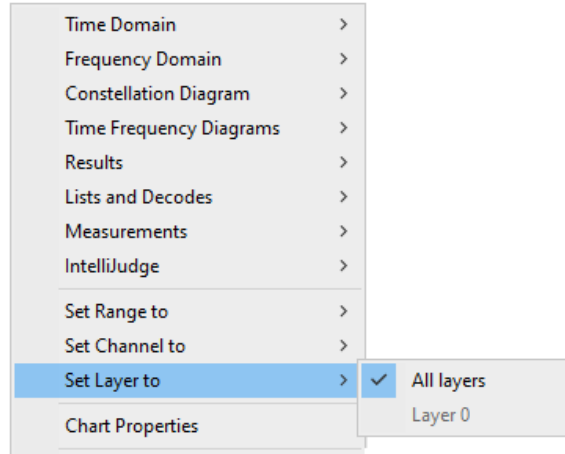 Time Domain
Frequency Domain
Constellation Diagram
Time Frequency Diagrams
Results
Lists and Decodes
Measurements
IntelliJudge
Set Range to
Set Channel to
Set Layer to
All layers
Layer 0
Chart Properties